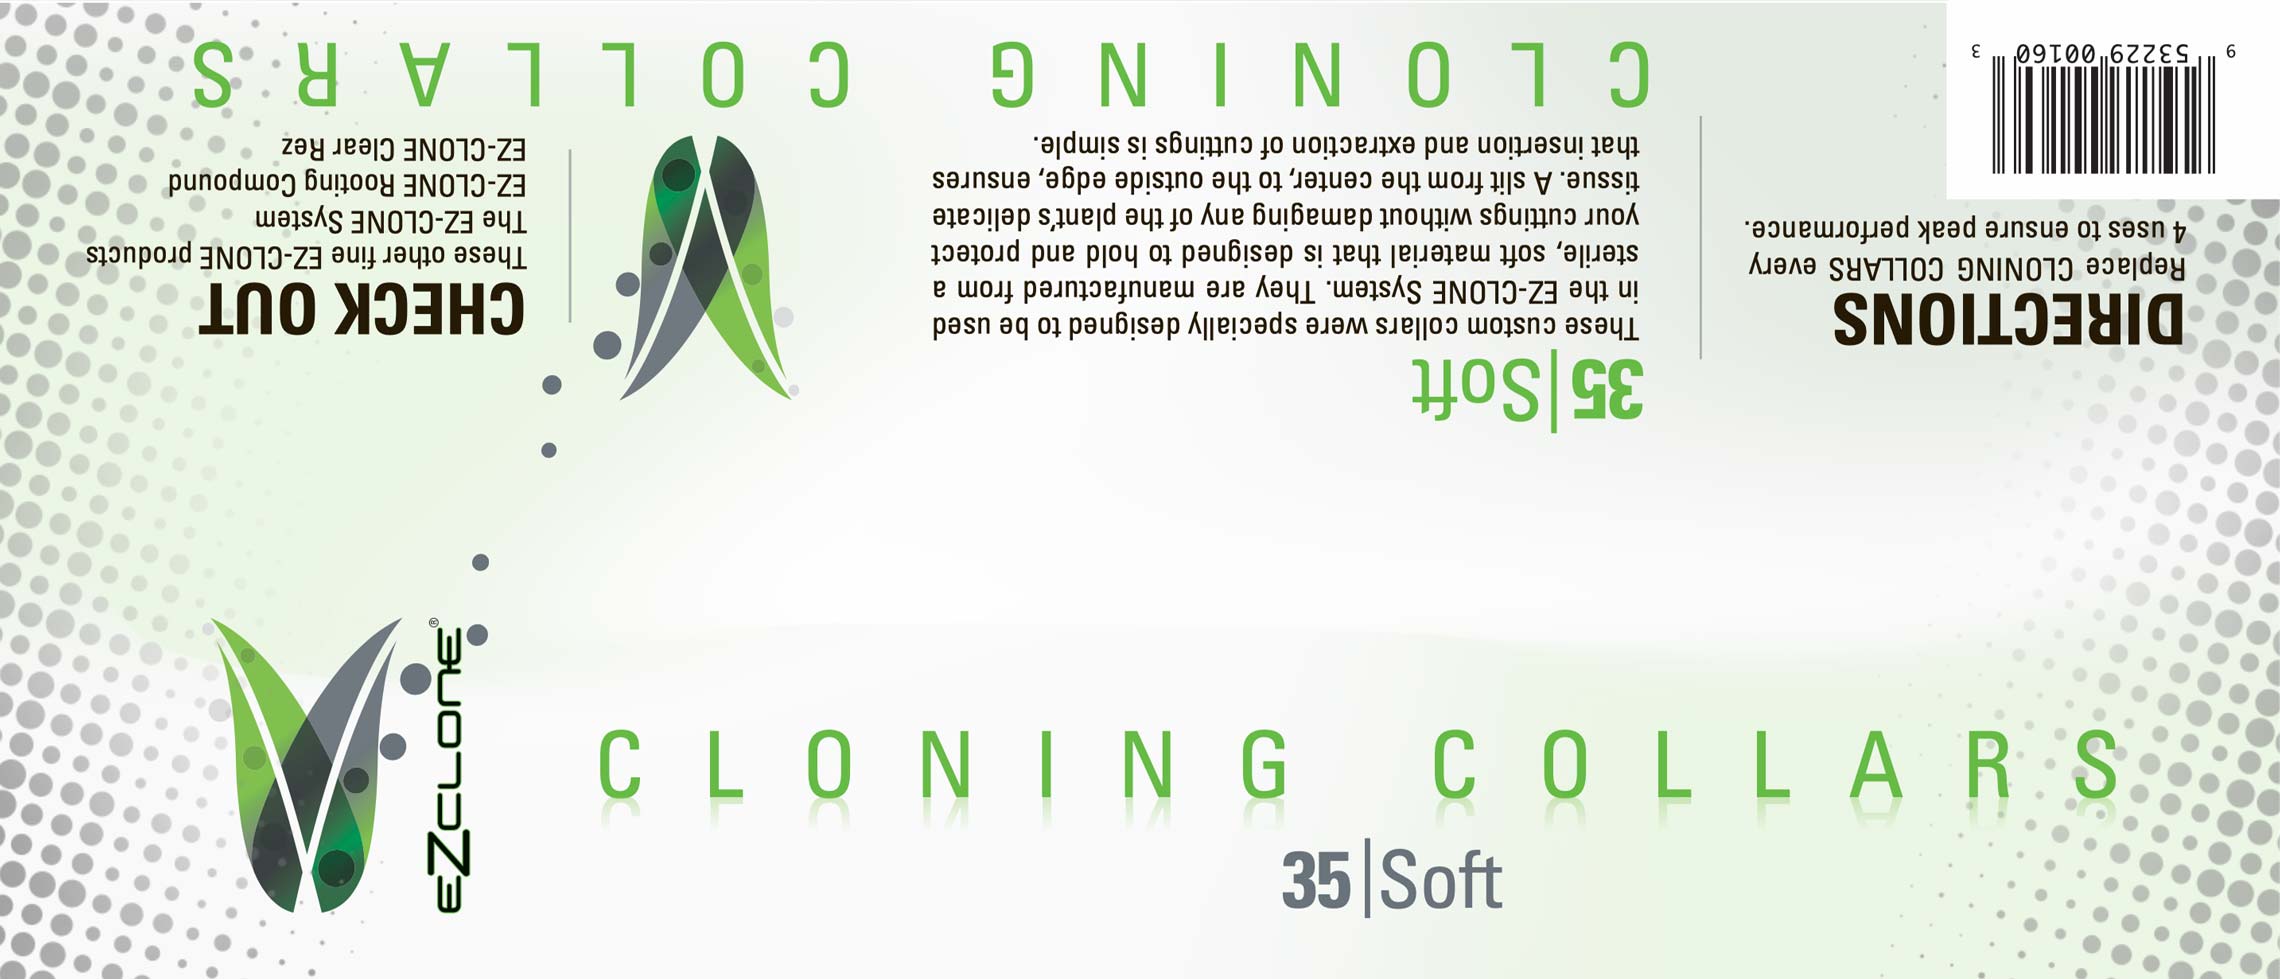 CLONING COLLARS
CHECK OUT
These other fine EZ-CLONE products
The EZ-CLONE System
EZ-CLONE Rooting Compound
EZ-CLONE Clear Rez
35|Soft
These custom collars were specially designed to be used
in the EZ-CLONE System. They are manufactured from a
sterile, soft material that is designed to hold and protect
your cuttings without damaging any of the plant's delicate
tissue. A slit from the center, to the outside edge, ensures
that insertion and extraction of cuttings is simple.
DIRECTIONS
Replace CLONING COLLARS every
4 uses to ensure peak performance.
9 53229 00160 3
eZCLONE®
CLONING COLLARS
35|Soft